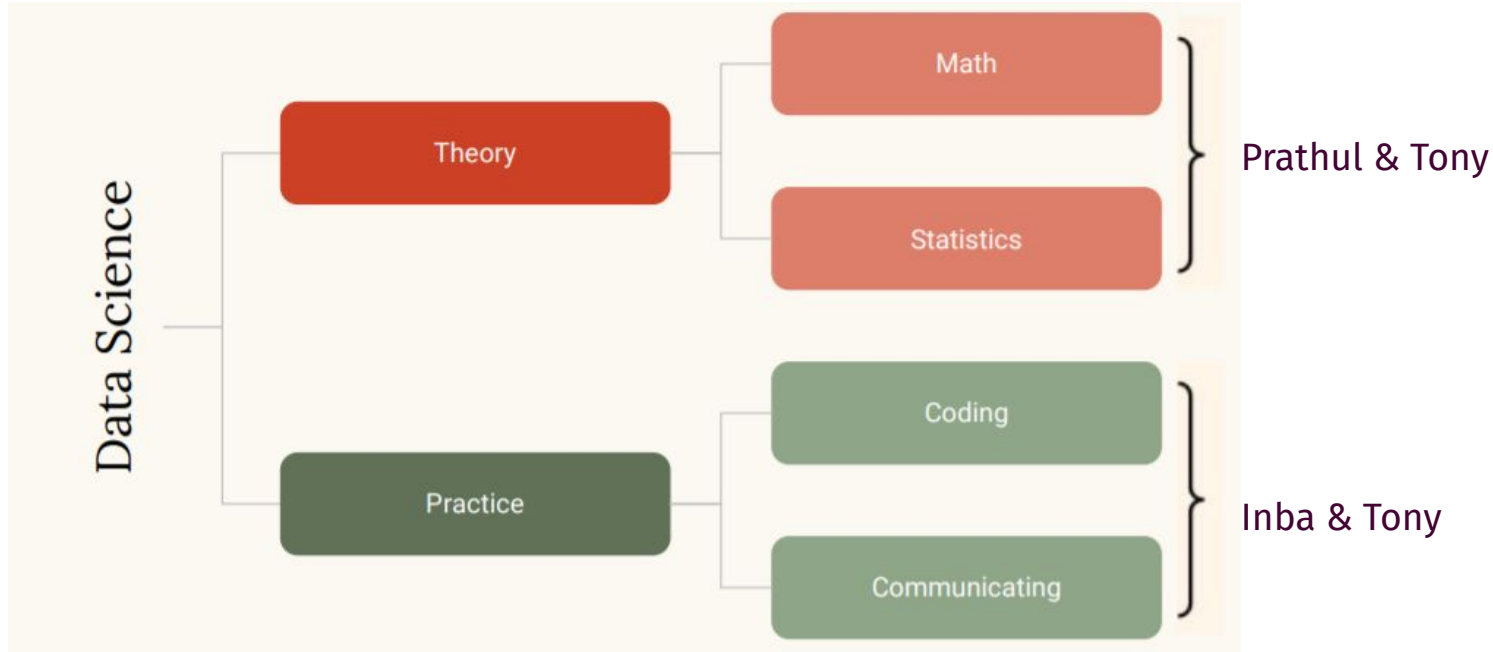 Data Science
Theory
Math
Statistics
Prathul & Tony
Practice
Coding
Communicating
Inba & Tony